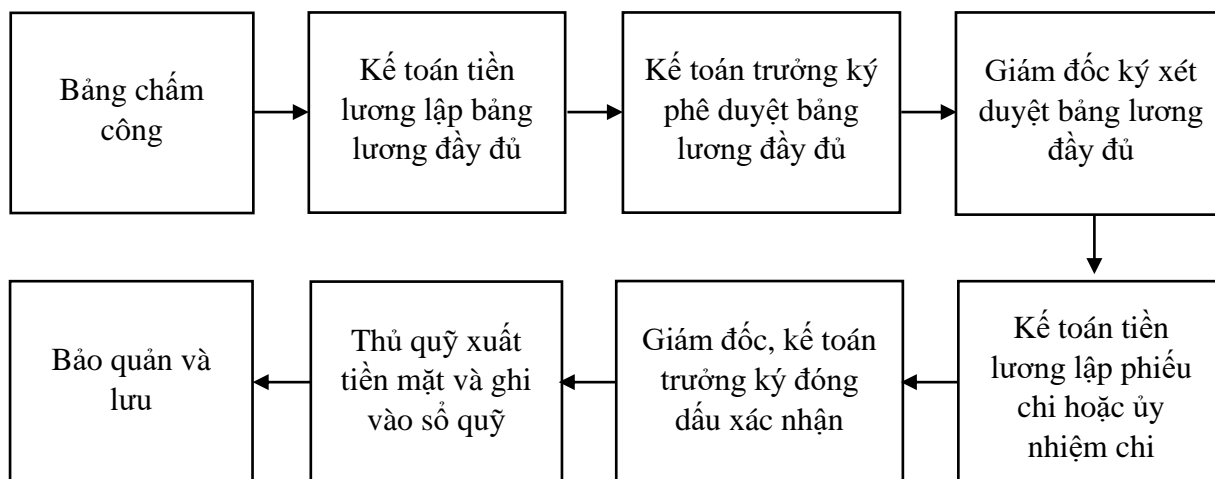 Bảng chấm
công
Kế toán tiền
lương lập bảng
lương đầy đủ
Kế toán trưởng ký
phê duyệt bảng
lương đầy đủ
Giám đốc ký xét
duyệt bảng lương
đầy đủ
Kế toán tiền
lương lập phiếu
chi hoặc ủy
nhiệm chi
Giám đốc, kế toán
trưởng ký đóng
dấu xác nhận
Thủ quỹ xuất
tiền mặt và ghi
vào sổ quỹ
Bảo quản và
lưu